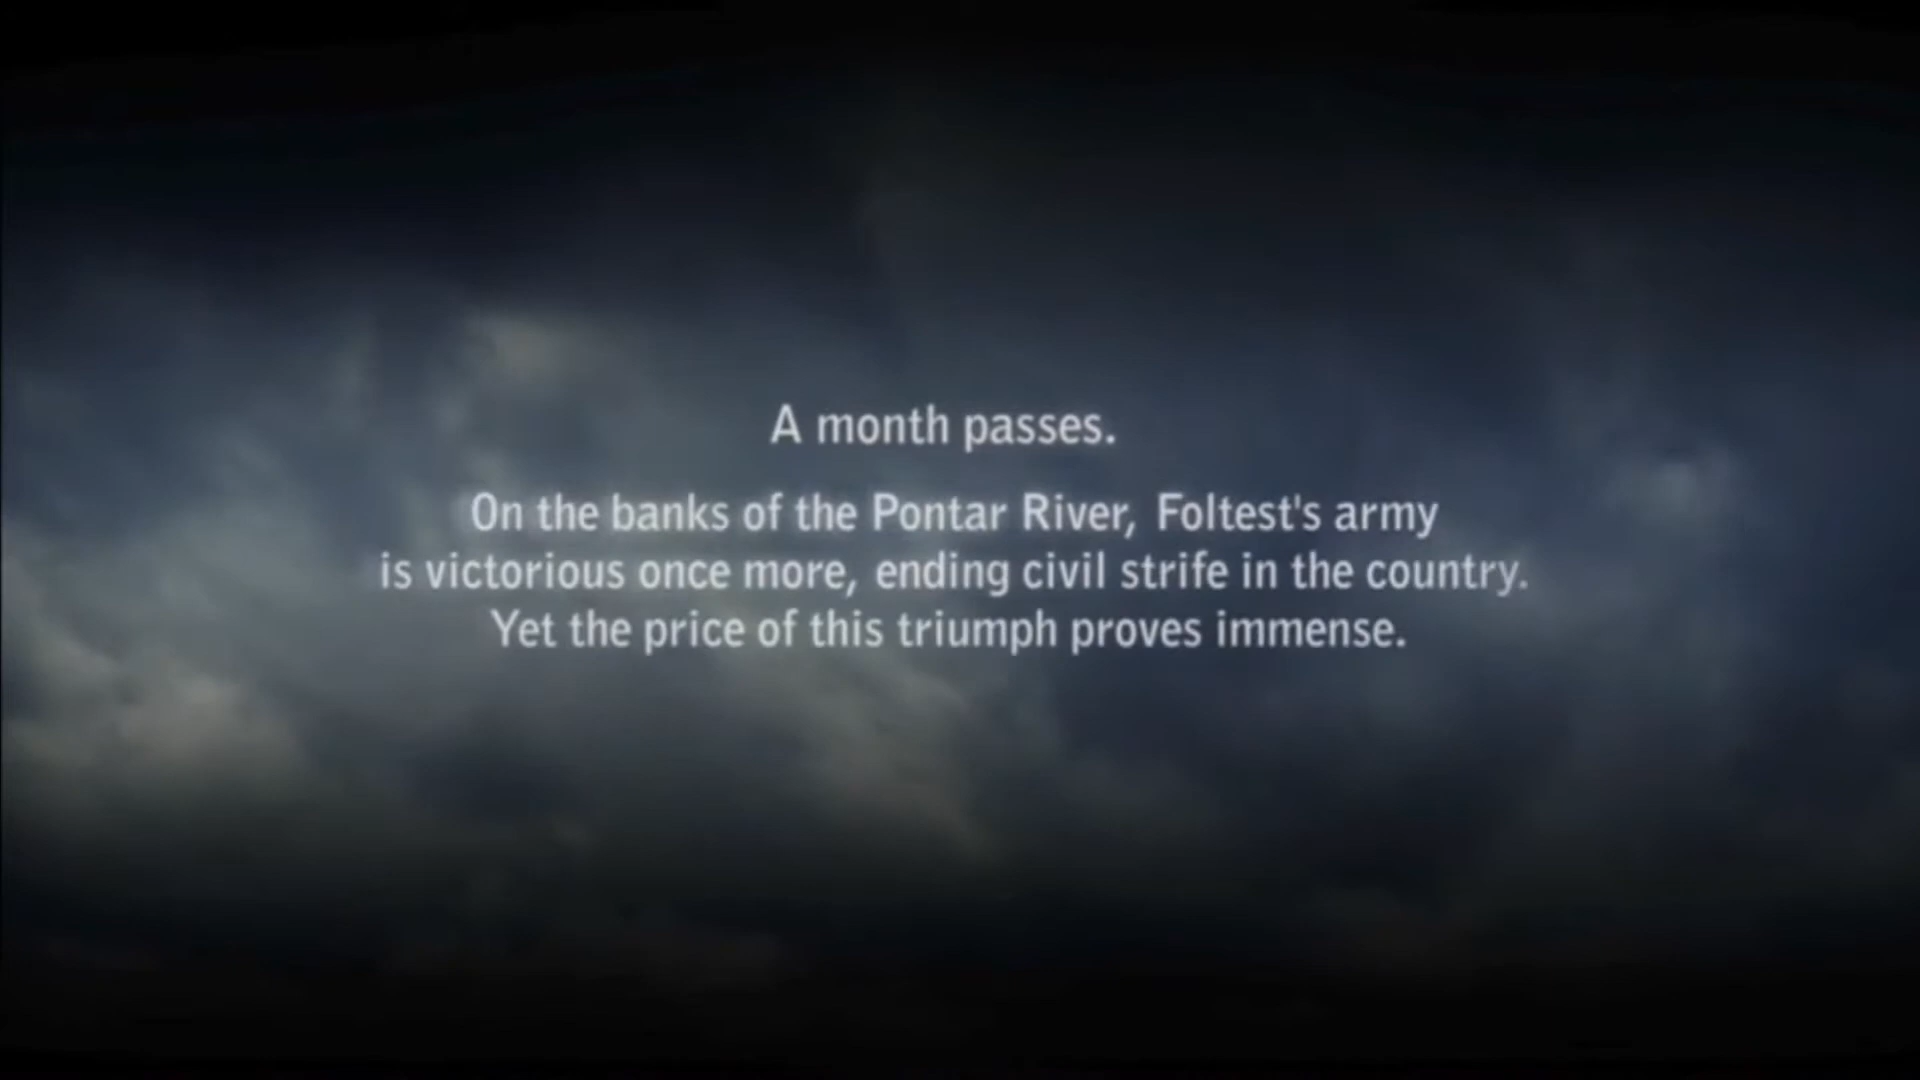 A month passes.
On the banks of the Pontar River, Foltest's army
is victorious once more, ending civil strife in the country.
Yet the price of this triumph proves immense.